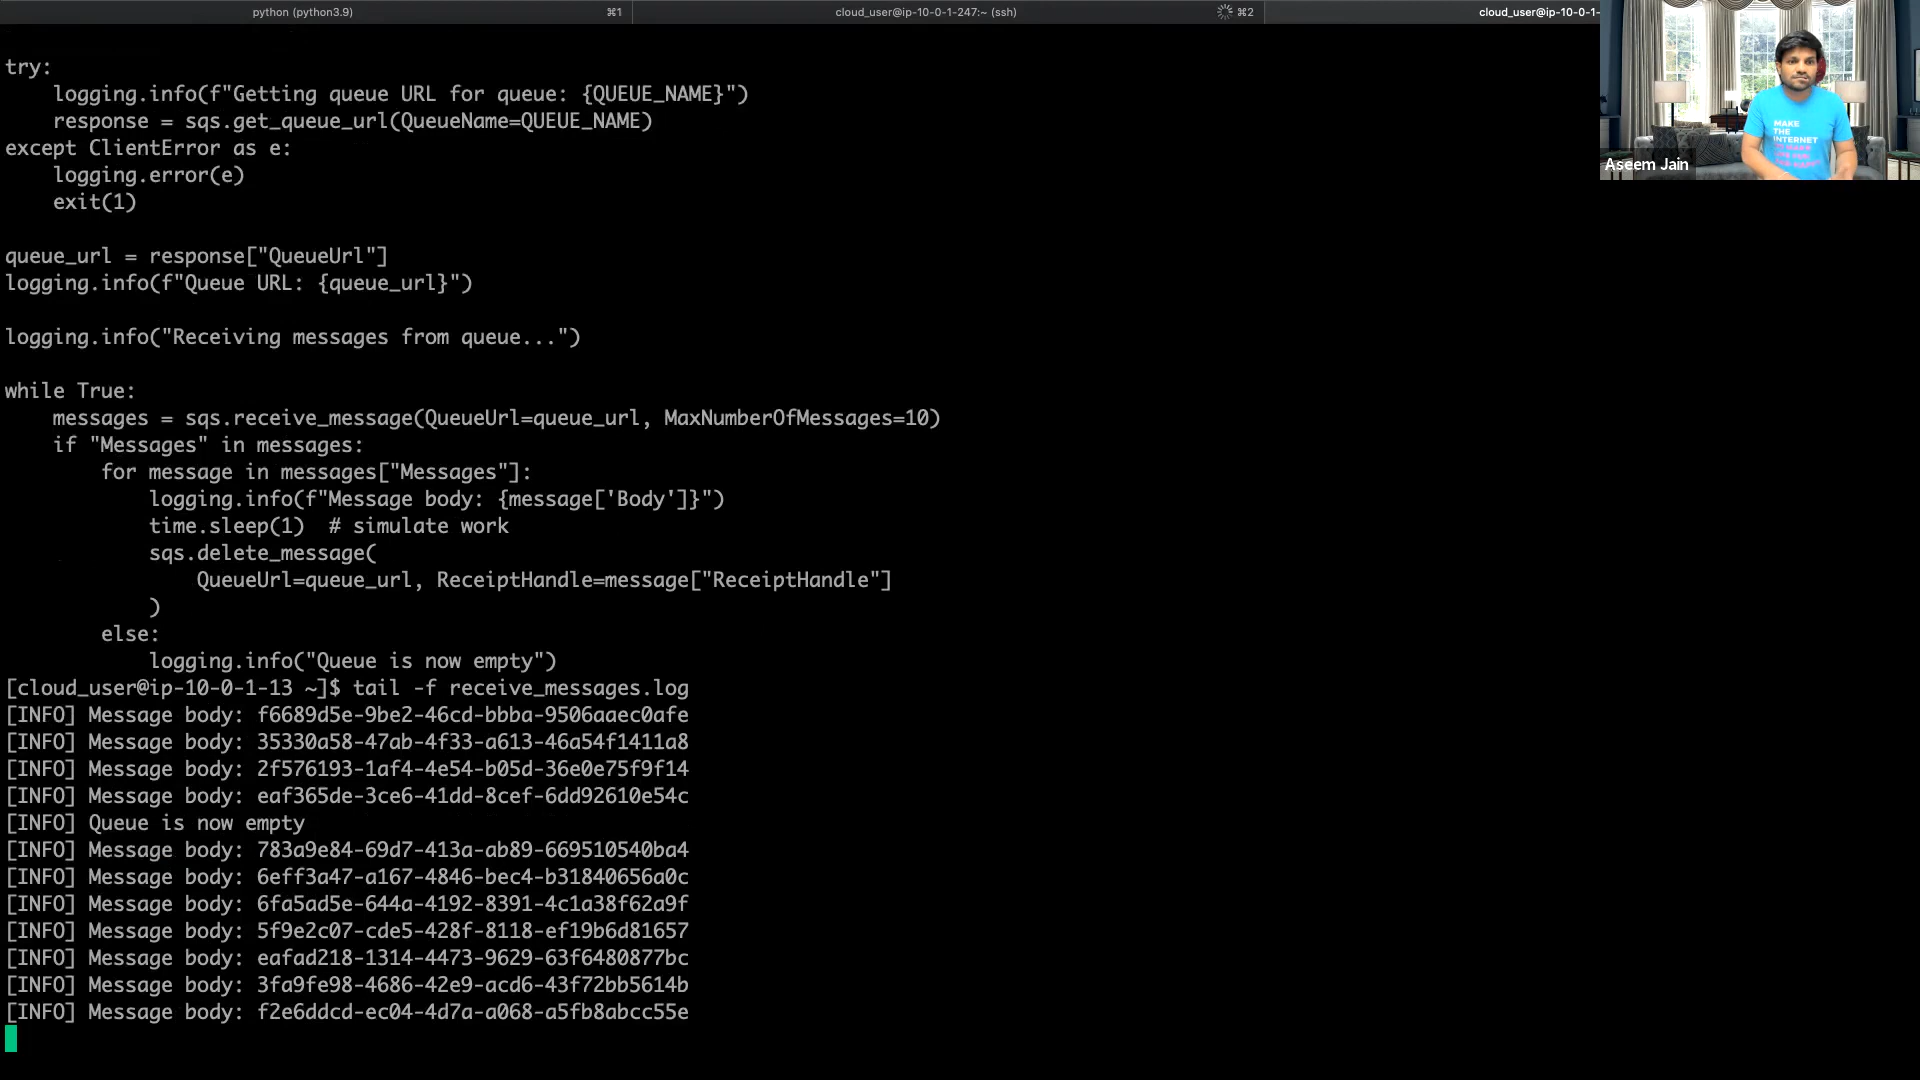 python (python3.9)
⌘1
cloud_user@ip-10-0-1-247:~ (ssh)
⌘2
cloud_user@ip-10-0-1-
try:
    logging.info(f"Getting queue URL for queue: {QUEUE_NAME}")
    response = sqs.get_queue_url(QueueName=QUEUE_NAME)
except ClientError as e:
    logging.error(e)
    exit(1)
queue_url = response["QueueUrl"]
logging.info(f"Queue URL: {queue_url}")
logging.info("Receiving messages from queue...")
while True:
    messages = sqs.receive_message(QueueUrl=queue_url, MaxNumberOfMessages=10)
    if "Messages" in messages:
        for message in messages["Messages"]:
            logging.info(f"Message body: {message['Body']}")
            time.sleep(1)  # simulate work
            sqs.delete_message(
                QueueUrl=queue_url, ReceiptHandle=message["ReceiptHandle"]
            )
        else:
            logging.info("Queue is now empty")
[cloud_user@ip-10-0-1-13 ~]$ tail -f receive_messages.log
[INFO] Message body: f6689d5e-9be2-46cd-bbba-9506aaec0afe
[INFO] Message body: 35330a58-47ab-4f33-a613-46a54f1411a8
[INFO] Message body: 2f576193-1af4-4e54-b05d-36e0e75f9f14
[INFO] Message body: eaf365de-3ce6-41dd-8cef-6dd92610e54c
[INFO] Queue is now empty
[INFO] Message body: 783a9e84-69d7-413a-ab89-669510540ba4
[INFO] Message body: 6eff3a47-a167-4846-bec4-b31840656a0c
[INFO] Message body: 6fa5ad5e-644a-4192-8391-4c1a38f62a9f
[INFO] Message body: 5f9e2c07-cde5-428f-8118-ef19b6d81657
[INFO] Message body: eafad218-1314-4473-9629-63f6480877bc
[INFO] Message body: 3fa9fe98-4686-42e9-acd6-43f72bb5614b
[INFO] Message body: f2e6ddcd-ec04-4d7a-a068-a5fb8abcc55e
MAKE
THE
INTERNET
Aseem Jain